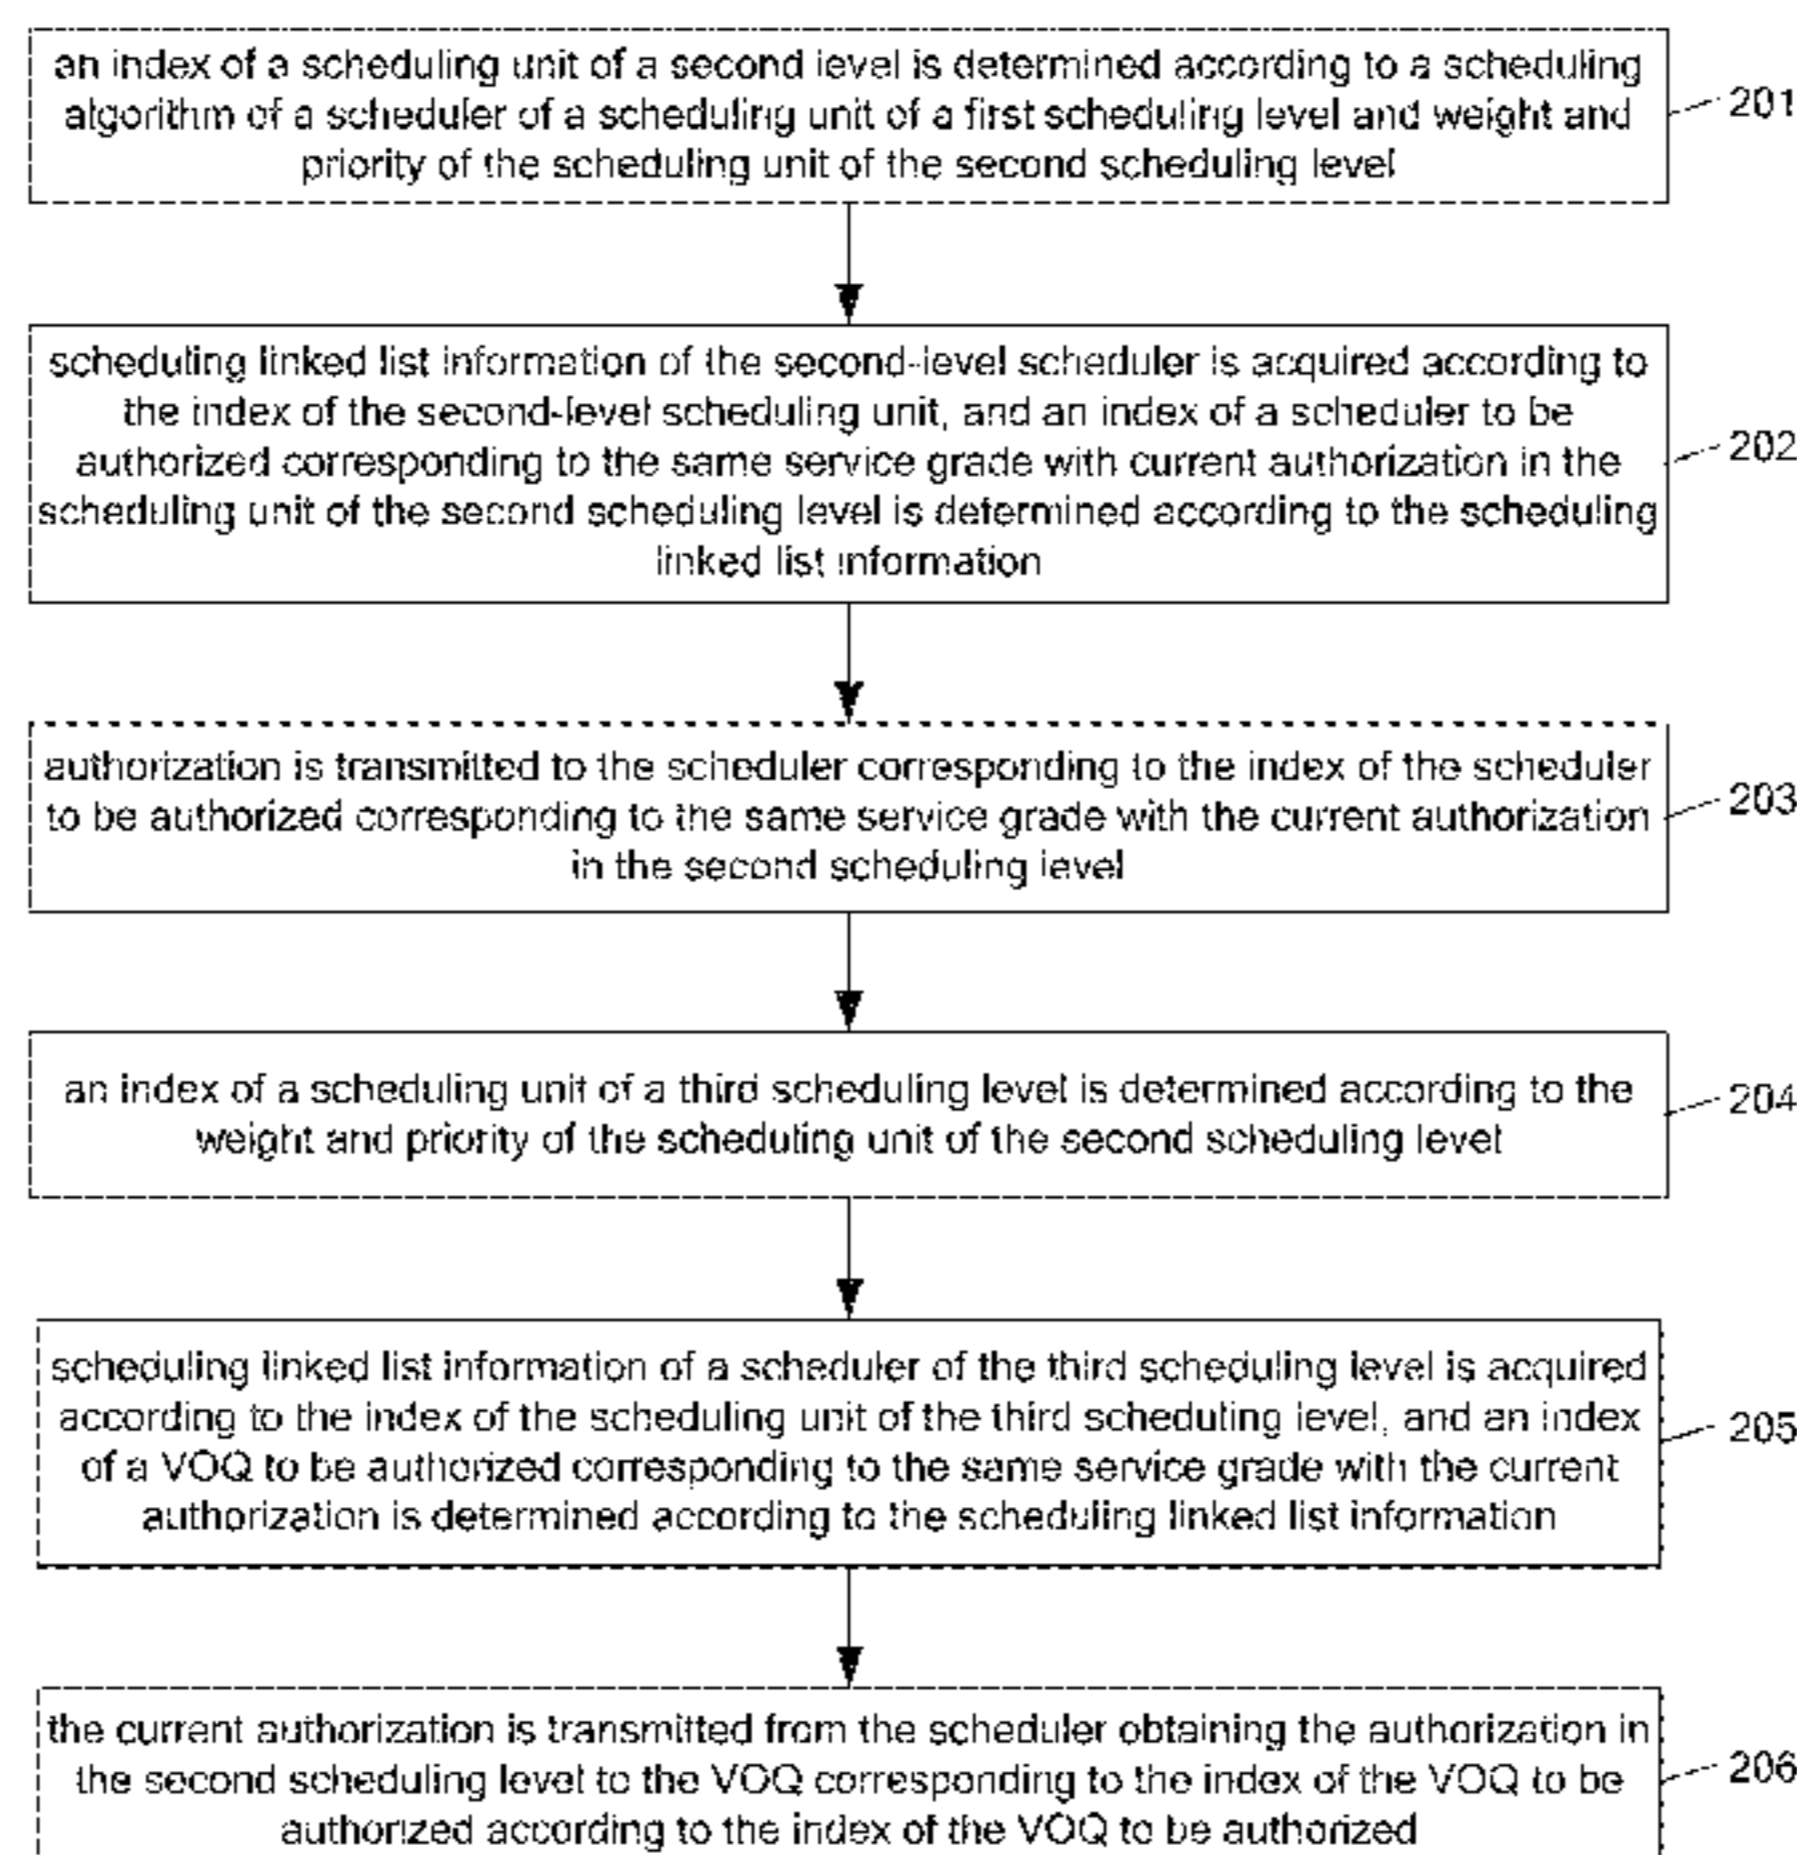 an index of a scheduling unit of a second level is determined according to a scheduling
algorithm of a scheduler of a scheduling unit of a first scheduling level and weight and
priority of the scheduling unit of the second scheduling level
201
scheduling linked list information of the second-level scheduler is acquired according to
the index of the second-level scheduling unit, and an index of a scheduler to be
authorized corresponding to the same service grade with current authorization in the
scheduling unit of the second scheduling level is determined according to the scheduling
linked list information
202
authorization is transmitted to the scheduler corresponding to the index of the scheduler
to be authorized corresponding to the same service grade with the current authorization
in the second scheduling level
203
an index of a scheduling unit of a third scheduling level is determined according to the
weight and priority of the scheduling unit of the second scheduling level
204
scheduling linked list information of a scheduler of the third scheduling level is acquired
according to the index of the scheduling unit of the third scheduling level, and an index
of a VOQ to be authorized corresponding to the same service grade with the current
authorization is determined according to the scheduling linked list information
205
the current authorization is transmitted from the scheduler obtaining the authorization in
the second scheduling level to the VOQ corresponding to the index of the VOQ to be
authorized according to the index of the VOQ to be authorized
206